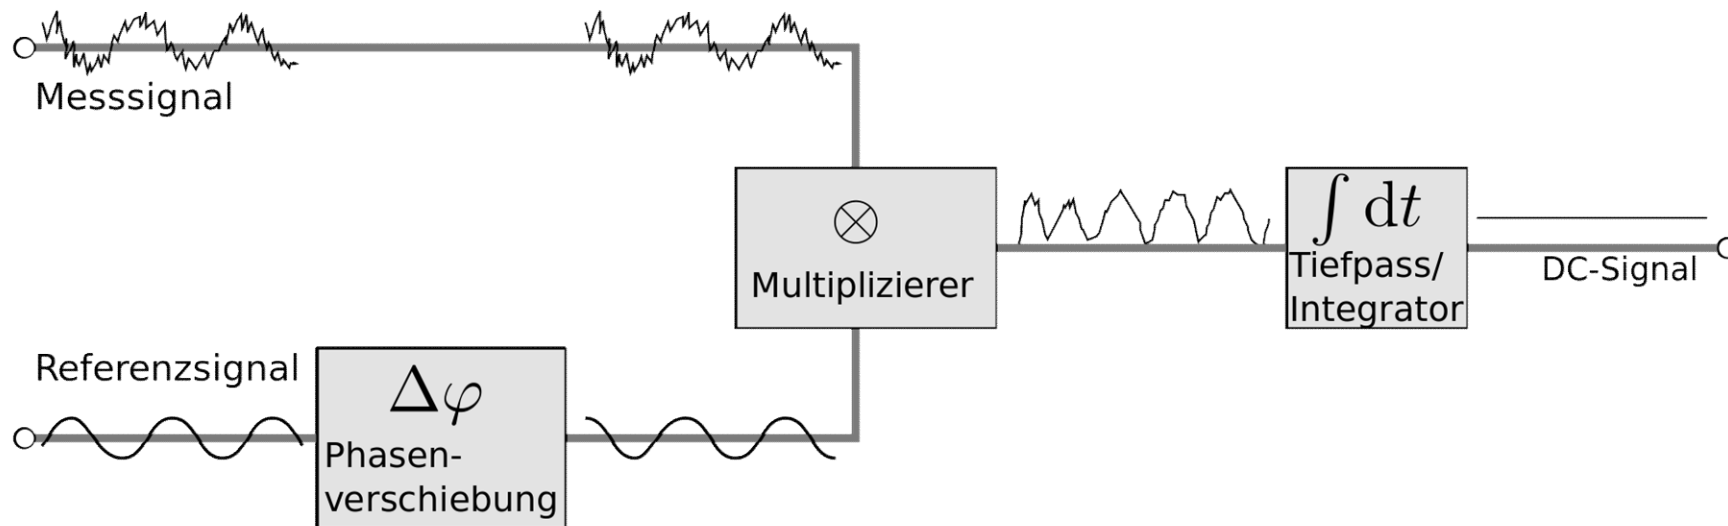 Messsignal
⊗
Multiplizierer
∫ dt
Tiefpass/
Integrator
DC-Signal
Referenzsignal
Δφ
Phasen-
verschiebung